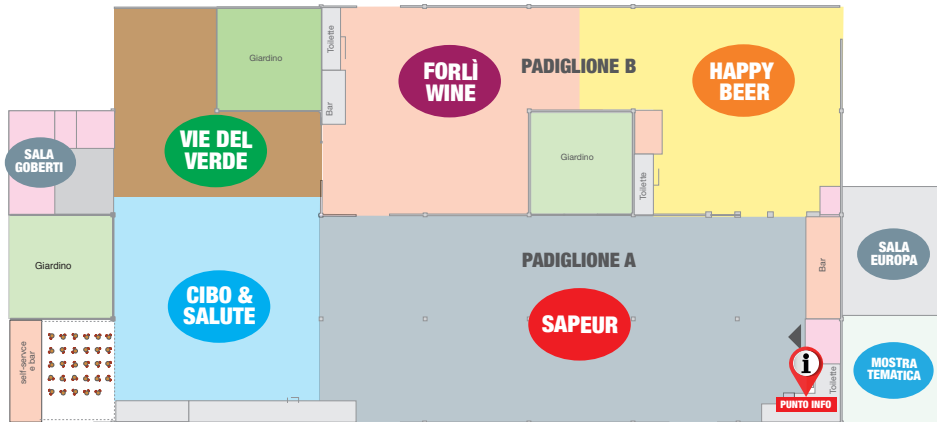 Giardino
Toilette
Bar
FORLÌ
WINE
PADIGLIONE B
HAPPY
BEER
VIE DEL
VERDE
SALA
GOBERTI
Giardino
Toilette
Giardino
CIBO &
SALUTE
PADIGLIONE A
SAPEUR
Bar
SALA
EUROPA
self-servce
e bar
i
PUNTO INFO
Toilette
MOSTRA
TEMATICA